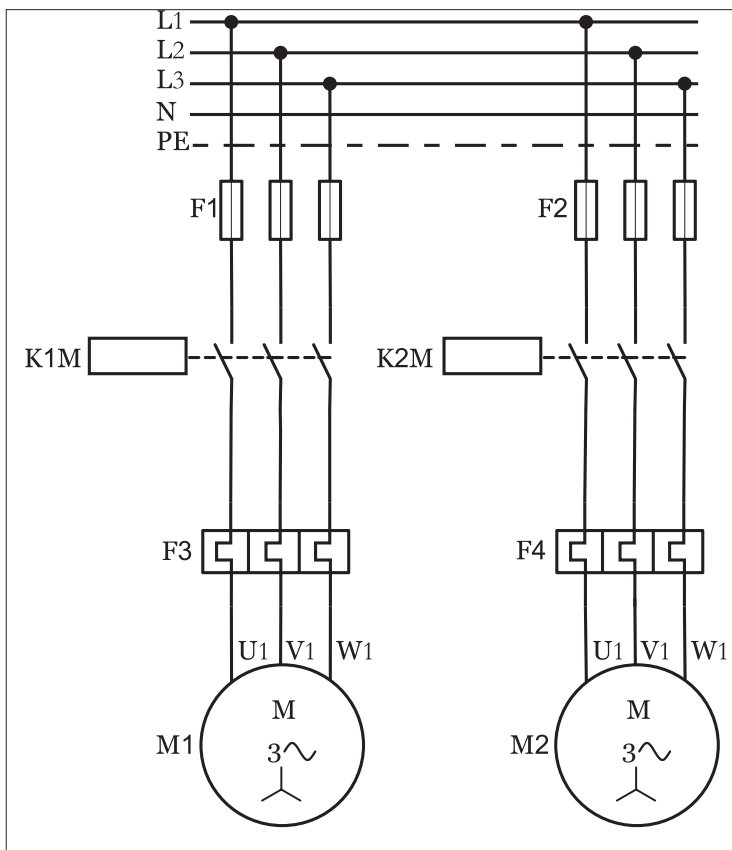 L1
L2
L3
N
PE
F1 F2
K1M K2M
F3 F4
U1 V1 W1 U1 V1 W1
M M
M1 3 M2 3